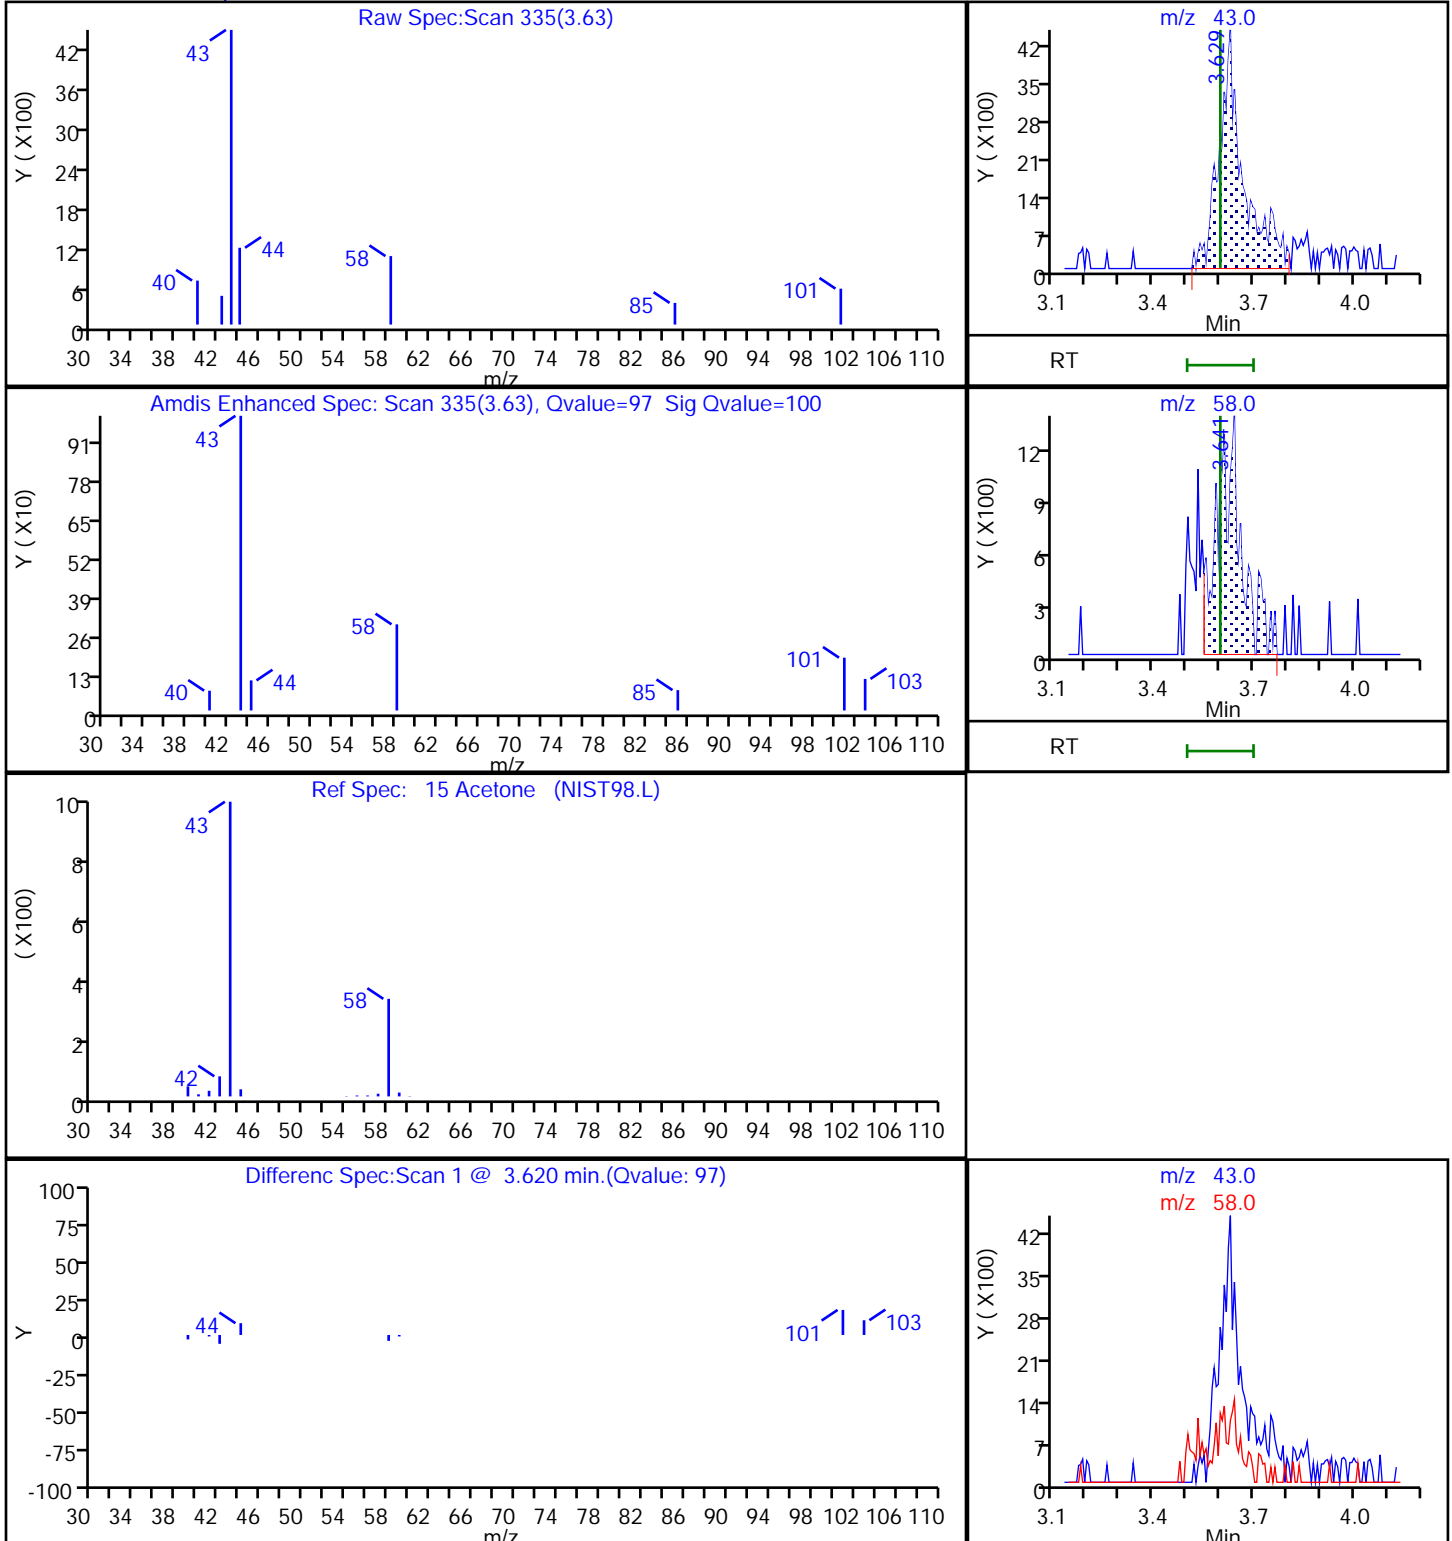 Raw Spec:Scan 335(3.63)
Y ( X100)
42
36
30
24
18
12
6
0
43
40
44
58
85
101
30 34 38 42 46 50 54 58 62 66 70 74 78 82 86 90 94 98 102 106 110
m/z
m/z 43.0
Y ( X100)
42
35
28
21
14
7
0
3.629
3.1 3.4 3.7 4.0
Min
RT
Amdis Enhanced Spec: Scan 335(3.63), Qvalue=97 Sig Qvalue=100
Y ( X10)
91
78
65
52
39
26
13
0
43
40
44
58
85
101
103
30 34 38 42 46 50 54 58 62 66 70 74 78 82 86 90 94 98 102 106 110
m/z
m/z 58.0
Y ( X100)
12
9
6
3
0
3.641
3.1 3.4 3.7 4.0
Min
RT
Ref Spec: 15 Acetone (NIST98.L)
( X100)
10
8
6
4
2
0
43
42
58
30 34 38 42 46 50 54 58 62 66 70 74 78 82 86 90 94 98 102 106 110
Differenc Spec:Scan 1 @ 3.620 min.(Qvalue: 97)
Y
100
75
50
25
0
-25
-50
-75
-100
44
101
103
30 34 38 42 46 50 54 58 62 66 70 74 78 82 86 90 94 98 102 106 110
m/z
m/z 43.0
m/z 58.0
Y ( X100)
42
35
28
21
14
7
0
3.1 3.4 3.7 4.0
Min